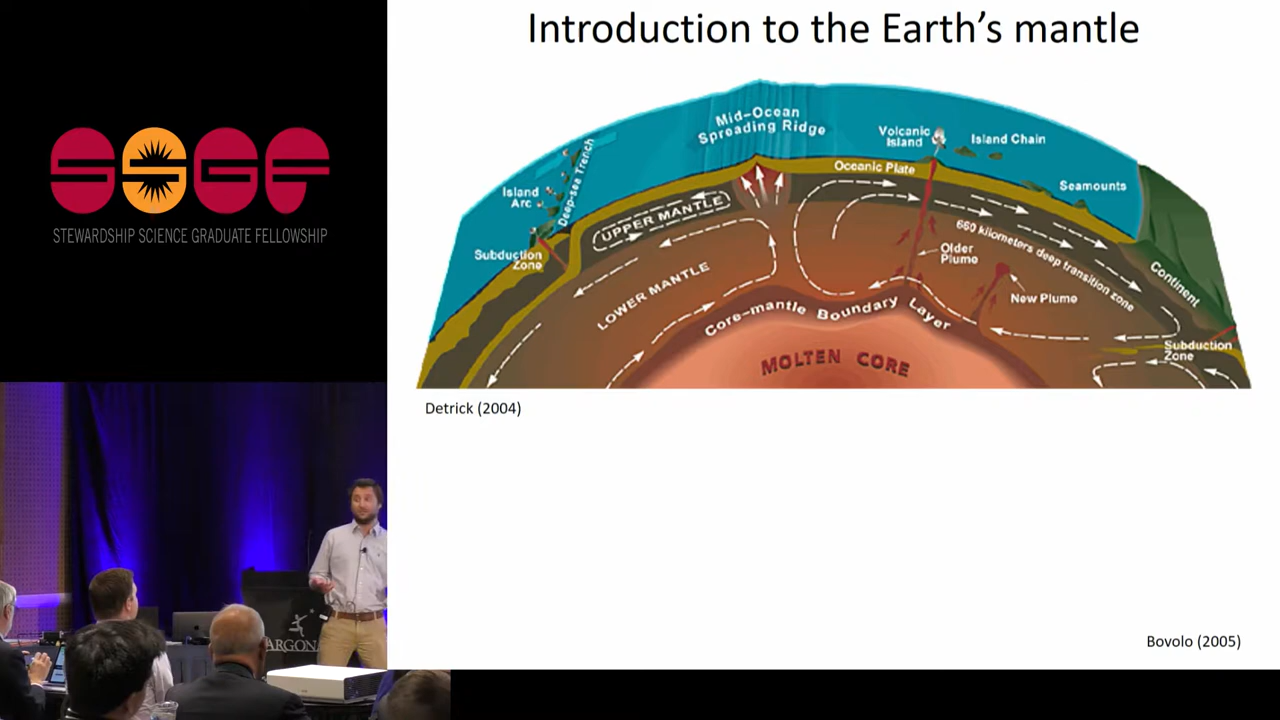 SSGF
STEWARDSHIP SCIENCE GRADUATE FELLOWSHIP
Introduction to the Earth's mantle
Mid-Ocean
Spreading Ridge
Volcanic
Island
Island Chain
Oceanic Plate
Seamounts
Deep-sea Trench
Island
Arc
Subduction
Zone
UPPER MANTLE
LOWER MANTLE
660 kilometers deep transition zone
Older
Plume
New Plume
Continent
Core-mantle Boundary Layer
Subduction
Zone
MOLTEN CORE
Detrick (2004)
Bovolo (2005)